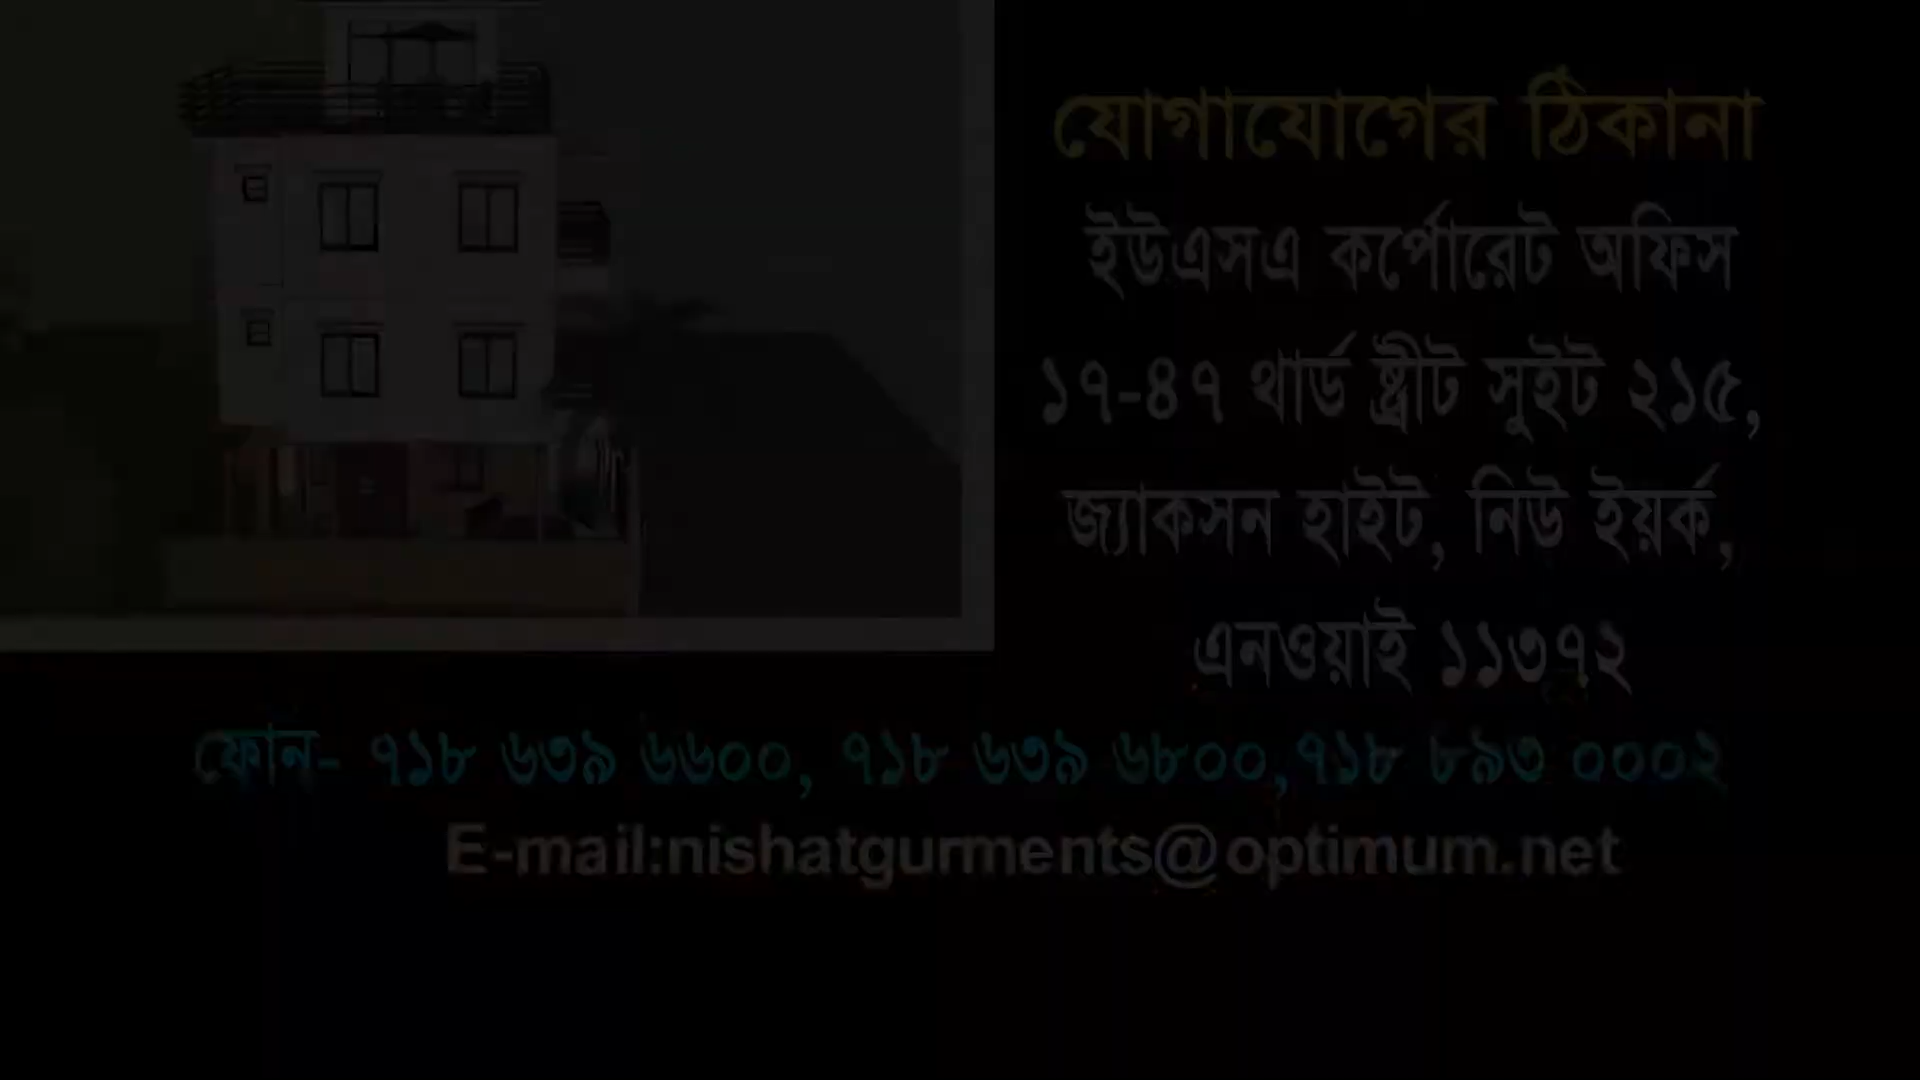 যোগাযোগের ঠিকানা
ইউএসএ কর্পোরেট অফিস
১৭-৪৭ থার্ড ষ্ট্রীট সুইট ২১৫,
জ্যাকসন হাইট, নিউ ইয়র্ক,
এনওয়াই ১১৩৭২
ফোন- ৭১৮ ৬৩৯ ৬৬০০, ৭১৮ ৬৩৯ ৬৮০০,৭১৮ ৮৯৩ ০০০২
E-mail:nishatgurments@optimum.net